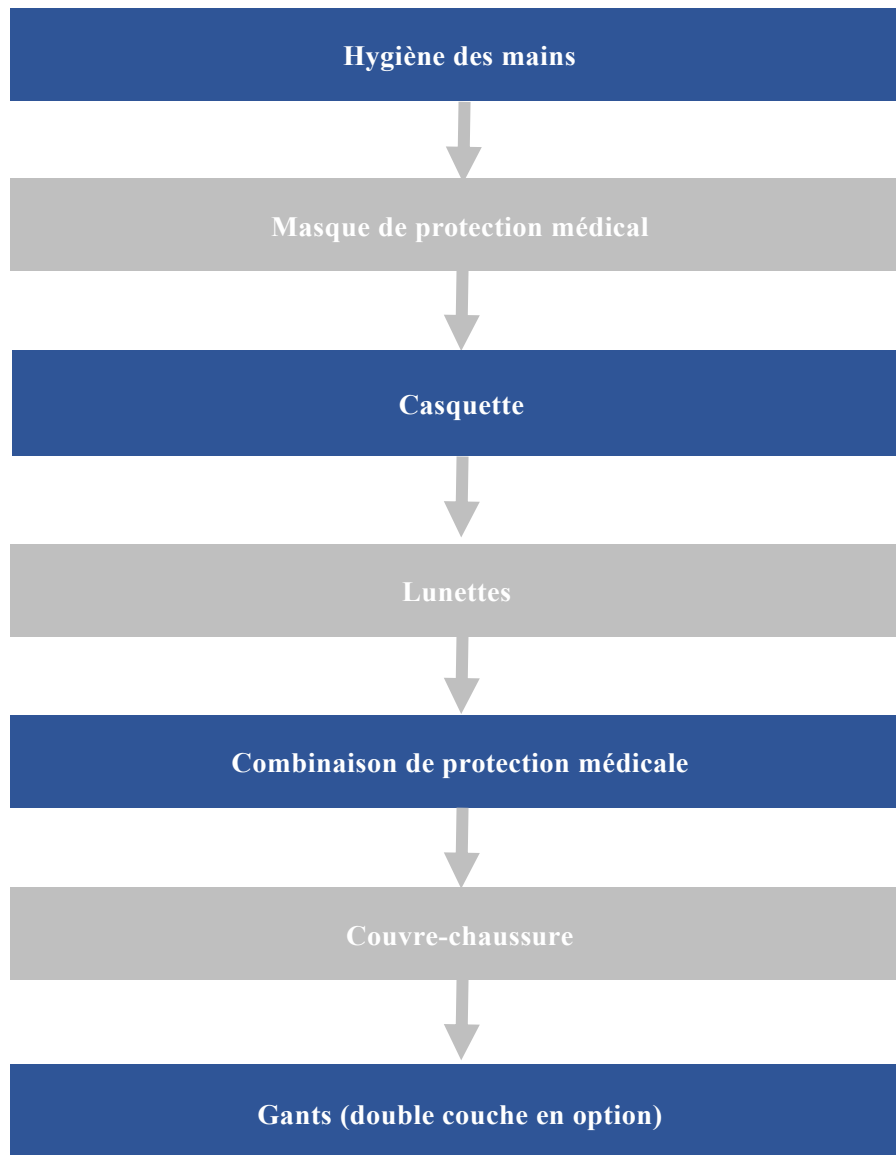 Hygiène des mains
Masque de protection médical
Casquette
Lunettes
Combinaison de protection médicale
Couvre-chaussure
Gants (double couche en option)